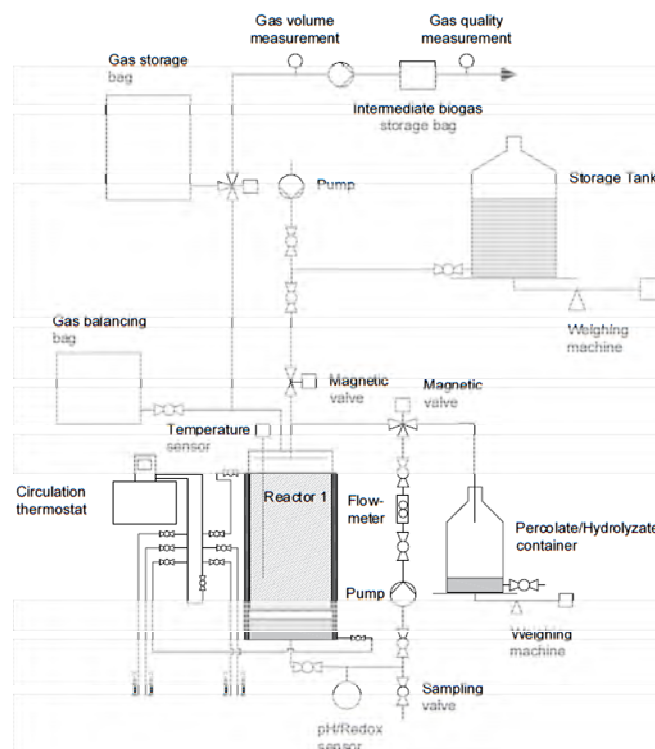 Gas volume
measurement
Gas quality
measurement
Gas storage
bag
Intermediate biogas
storage bag
Pump
Storage Tank
Gas balancing
bag
Weighing
machine
Magnetic
valve
Magnetic
valve
Temperature
sensor
Circulation
thermostat
Reactor 1
Flow-
meter
Percolate/Hydrolyzate
container
Pump
Weighing
machine
Sampling
valve
pH/Redox
sensor